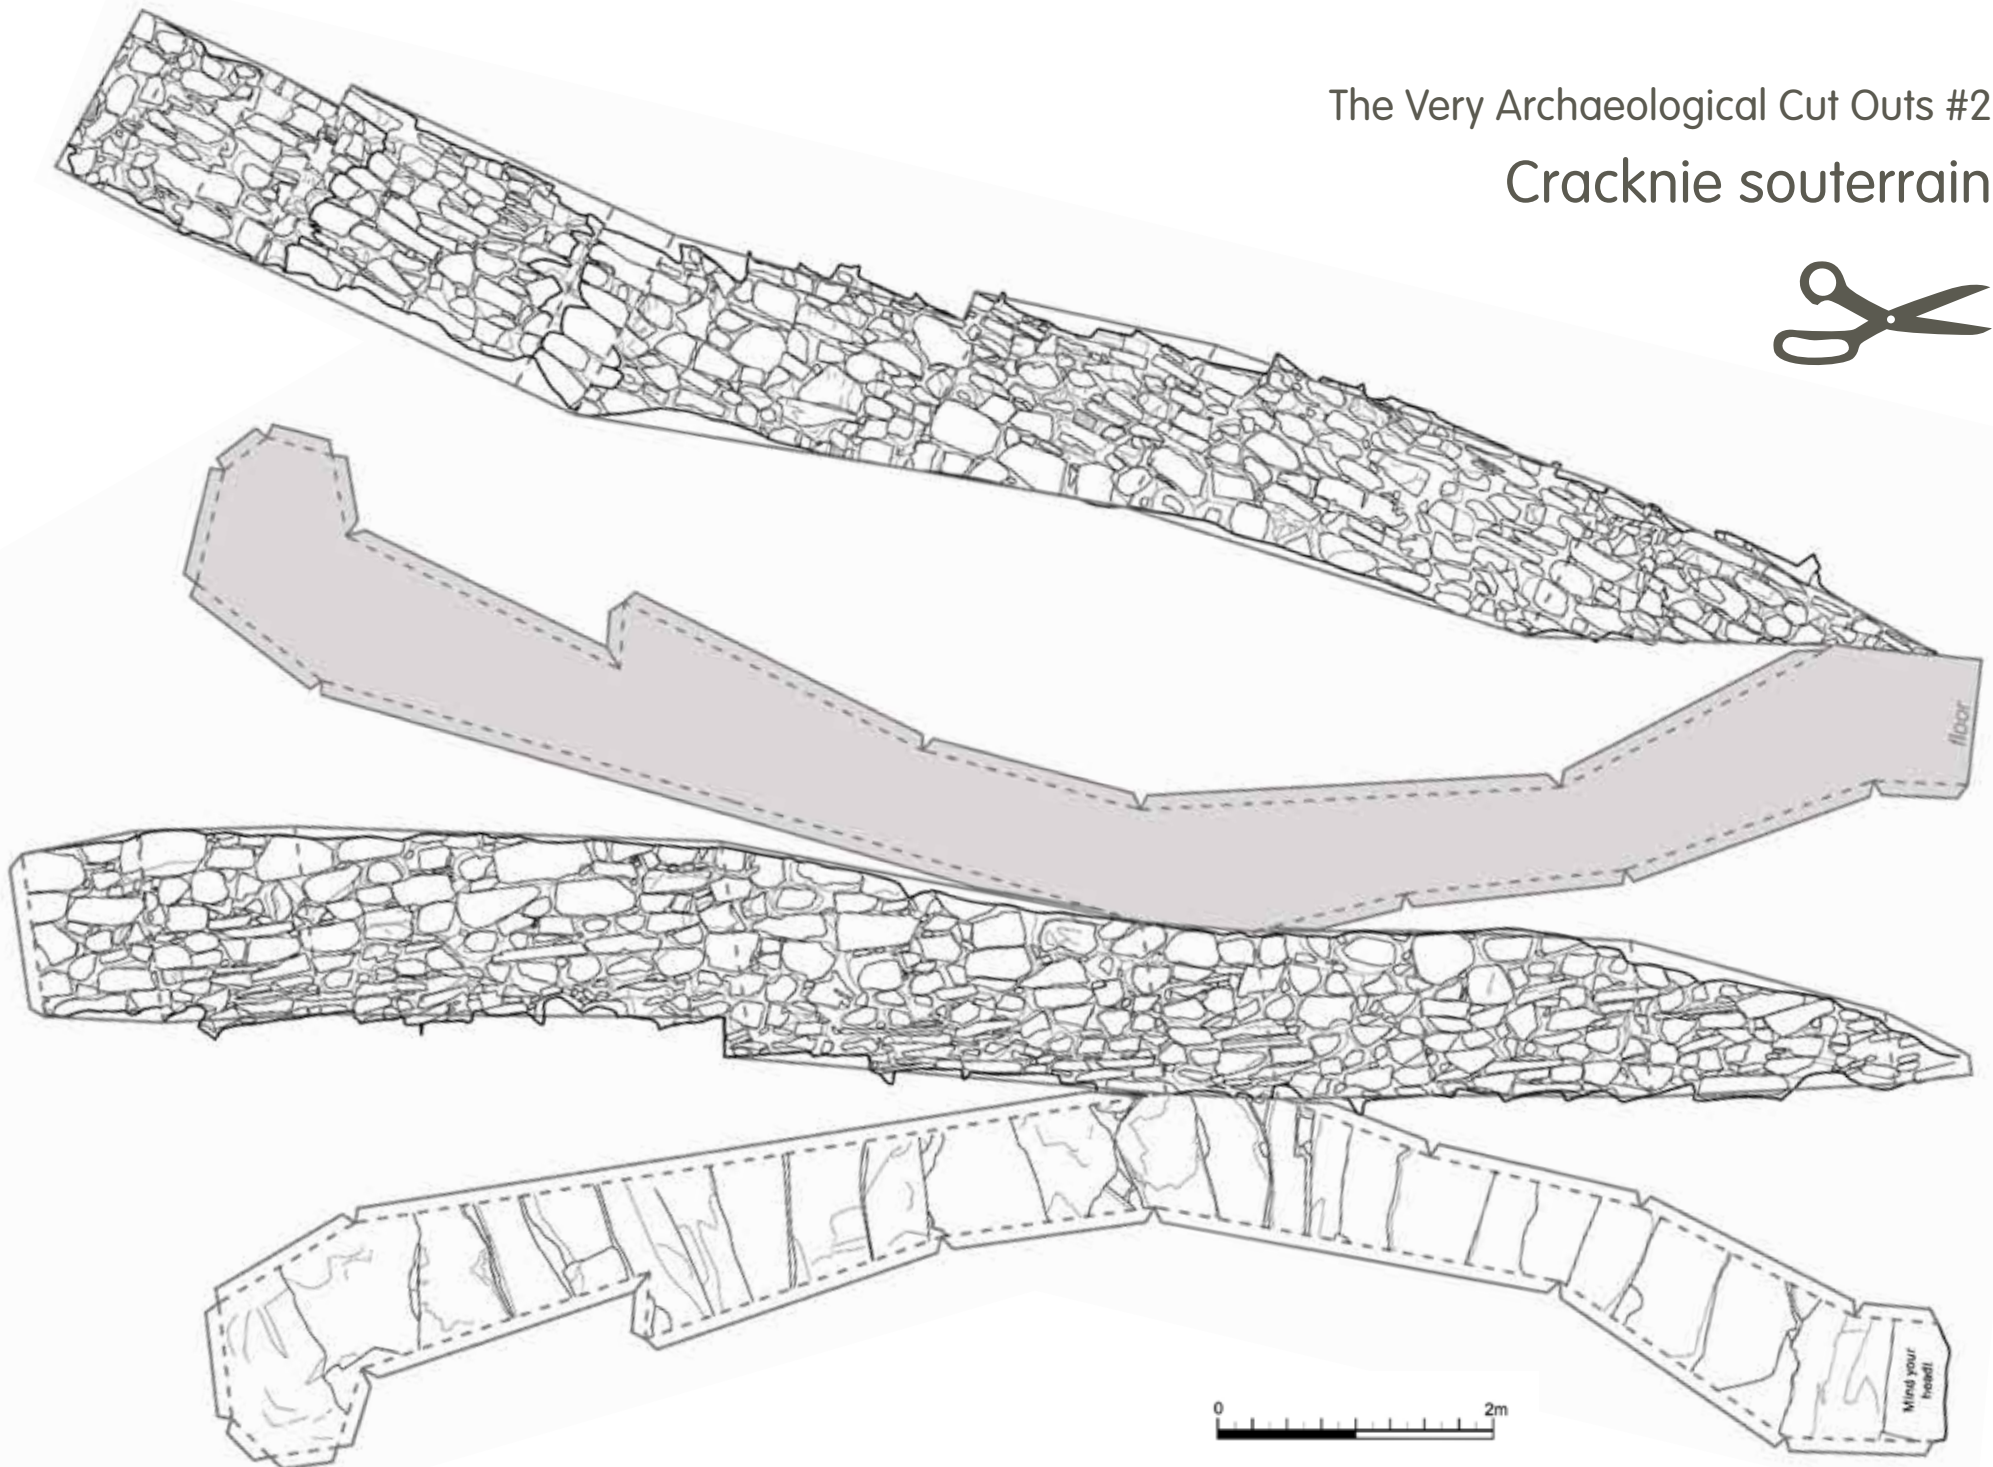 The Very Archaeological Cut Outs #2
Cracknie souterrain
floor
0 2m
Mind your
head!